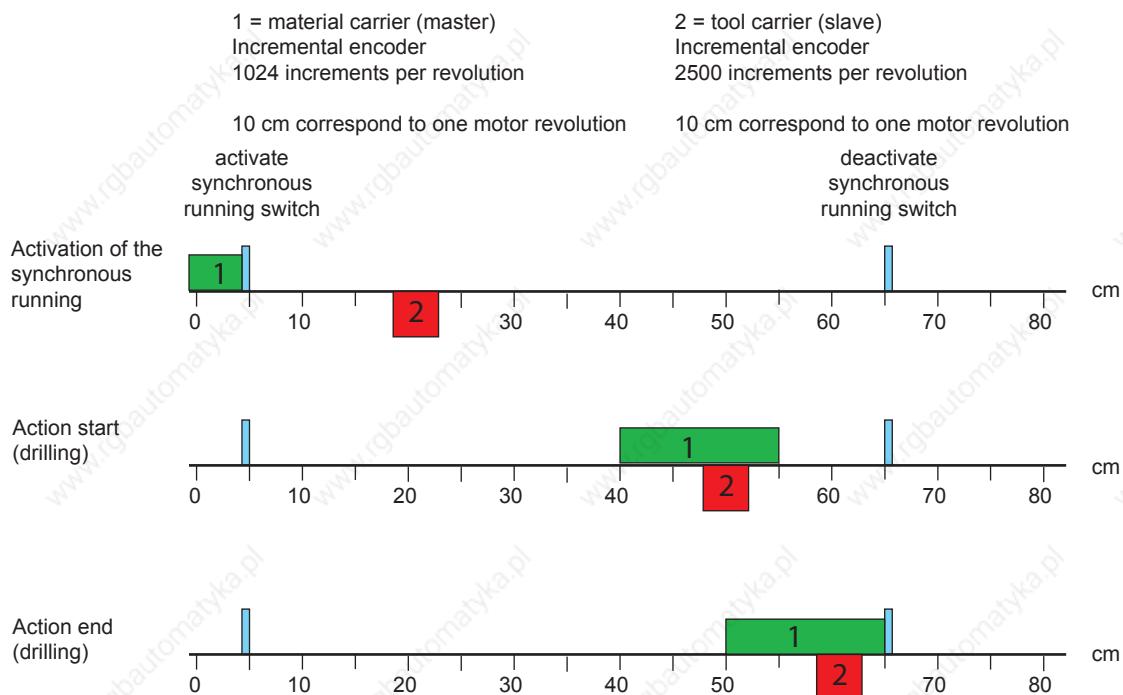 1 = material carrier (master)
Incremental encoder
1024 increments per revolution
10 cm correspond to one motor revolution
2 = tool carrier (slave)
Incremental encoder
2500 increments per revolution
10 cm correspond to one motor revolution
activate
synchronous
running switch
deactivate
synchronous
running switch
Activation of the
synchronous
running
1
2
cm
0 10 20 30 40 50 60 70 80
Action start
(drilling)
1
2
cm
0 10 20 30 40 50 60 70 80
Action end
(drilling)
1
2
cm
0 10 20 30 40 50 60 70 80
www.rgbautomatyka.pl